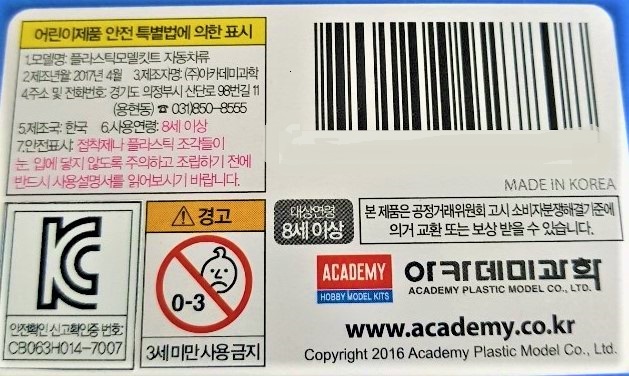 어린이제품 안전 특별법에 의한 표시
1.모델명: 플라스틱모델킷트 자동차류
2.제조년월: 2017년 4월 3.제조자명: (주)아카데미과학
4.주소 및 전화번호: 경기도 의정부시 산단로 98번길 11
(용현동) ☎ 031)850-8555
5.제조국: 한국 6.사용연령: 8세 이상
7.안전표시: 접착제나 플라스틱 조각들이
눈, 입에 닿지 않도록 주의하고 조립하기 전에
반드시 사용설명서를 읽어보시기 바랍니다.
MADE IN KOREA
대상연령
8세 이상
본 제품은 공정거래위원회 고시 소비자분쟁해결기준에
의거 교환 또는 보상 받을 수 있습니다.
KC
안전확인 신고확인증 번호:
CB063H014-7007
⚠ 경고
0-3
3세 미만 사용 금지
ACADEMY
HOBBY MODEL KITS
아카데미과학
ACADEMY PLASTIC MODEL CO., LTD.
www.academy.co.kr
Copyright 2016 Academy Plastic Model Co., Ltd.